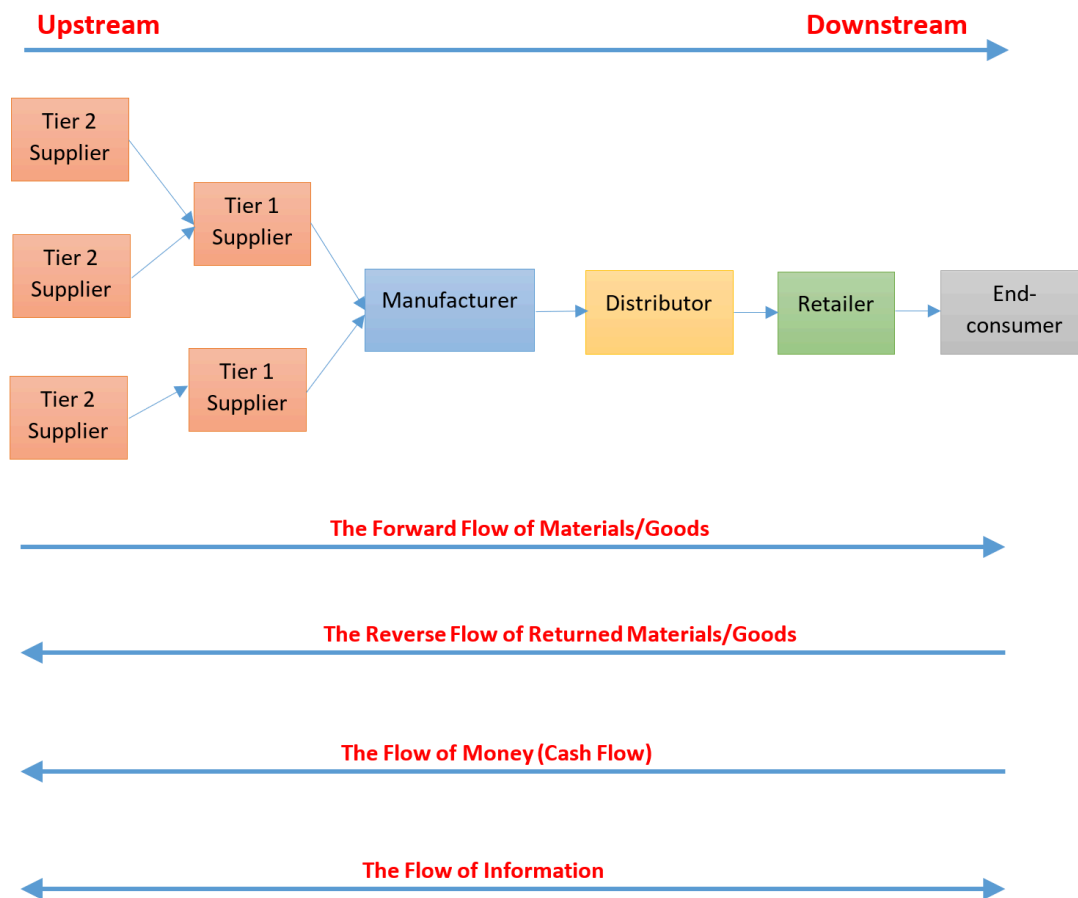 Upstream
Downstream
Tier 2
Supplier
Tier 1
Supplier
Tier 2
Supplier
Manufacturer
Distributor
Retailer
End-
consumer
Tier 2
Supplier
Tier 1
Supplier
The Forward Flow of Materials/Goods
The Reverse Flow of Returned Materials/Goods
The Flow of Money (Cash Flow)
The Flow of Information